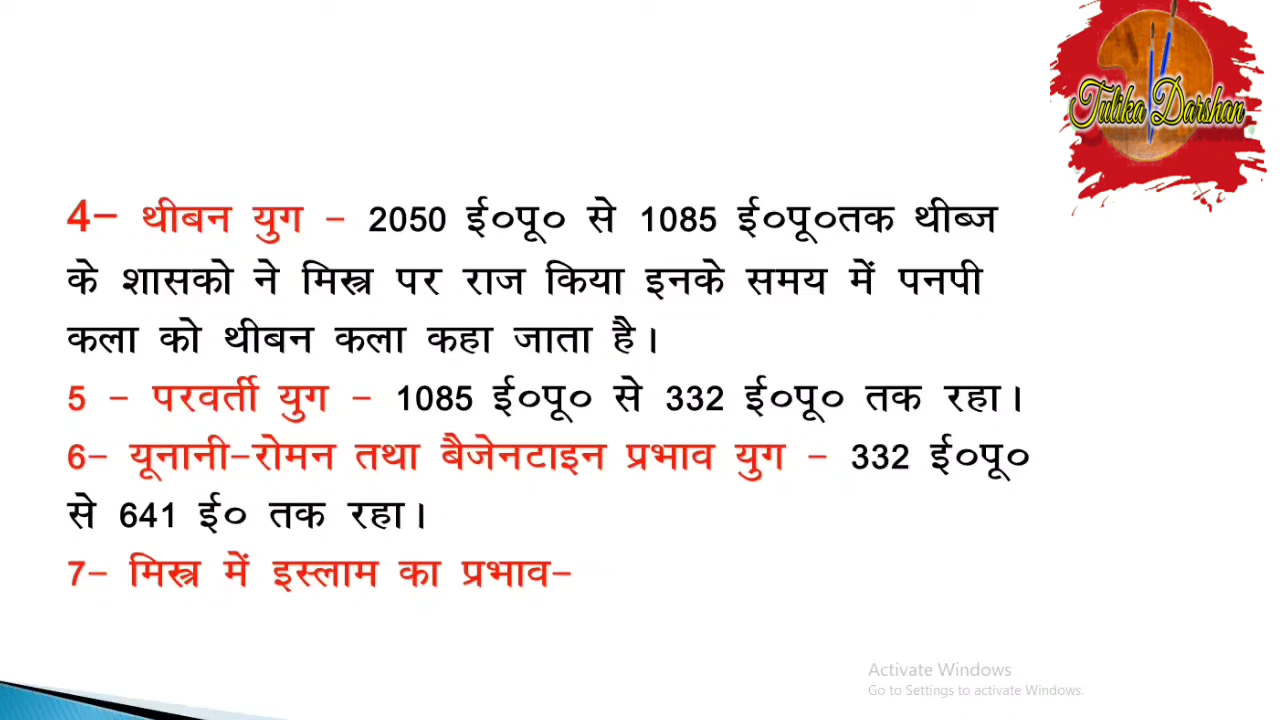 Tulika Darshan
4- थीबन युग - 2050 ई०पू० से 1085 ई०पू०तक थीब्ज
के शासको ने मिस्त्र पर राज किया इनके समय में पनपी
कला को थीबन कला कहा जाता है।
5 - परवर्ती युग - 1085 ई०पू० से 332 ई०पू० तक रहा।
6- यूनानी-रोमन तथा बैजेनटाइन प्रभाव युग - 332 ई०पू०
से 641 ई० तक रहा।
7- मिस्त्र में इस्लाम का प्रभाव-
Activate Windows
Go to Settings to activate Windows.